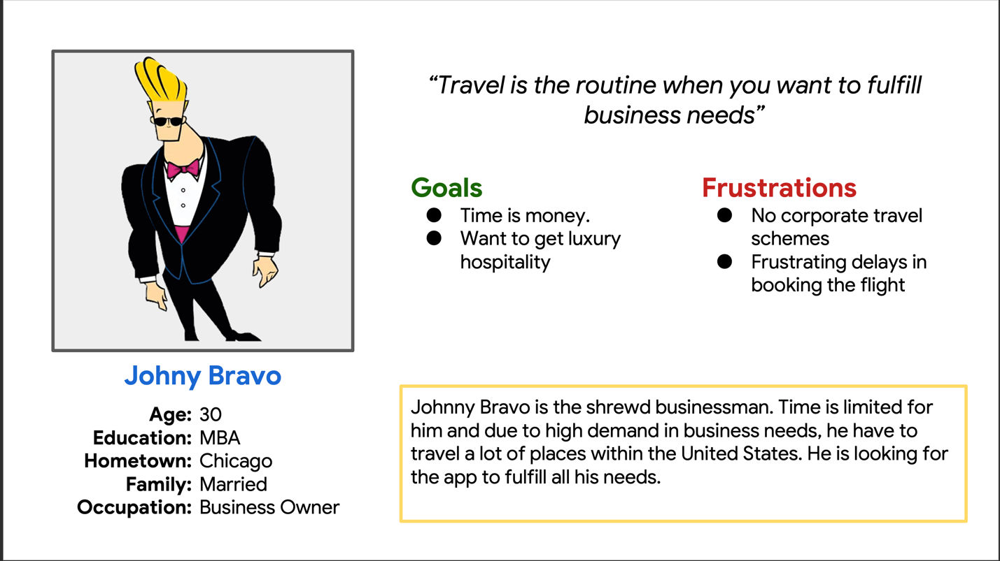 “Travel is the routine when you want to fulfill
business needs”
Goals
● Time is money.
● Want to get luxury
hospitality
Frustrations
● No corporate travel
schemes
● Frustrating delays in
booking the flight
Johny Bravo
Age: 30
Education: MBA
Hometown: Chicago
Family: Married
Occupation: Business Owner
Johnny Bravo is the shrewd businessman. Time is limited for
him and due to high demand in business needs, he have to
travel a lot of places within the United States. He is looking for
the app to fulfill all his needs.